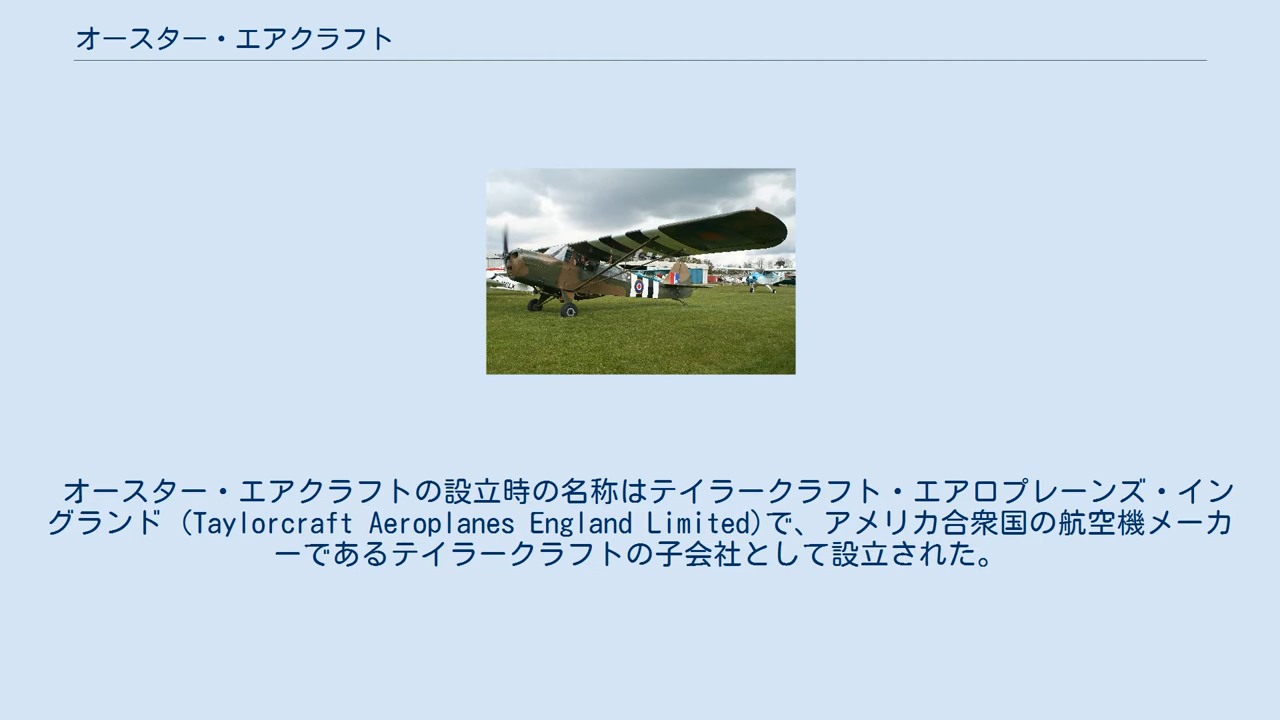 オースター・エアクラフト
オースター・エアクラフトの設立時の名称はテイラークラフト・エアロプレーンズ・イン
グランド (Taylorcraft Aeroplanes England Limited)で、アメリカ合衆国の航空機メーカ
ーであるテイラークラフトの子会社として設立された。